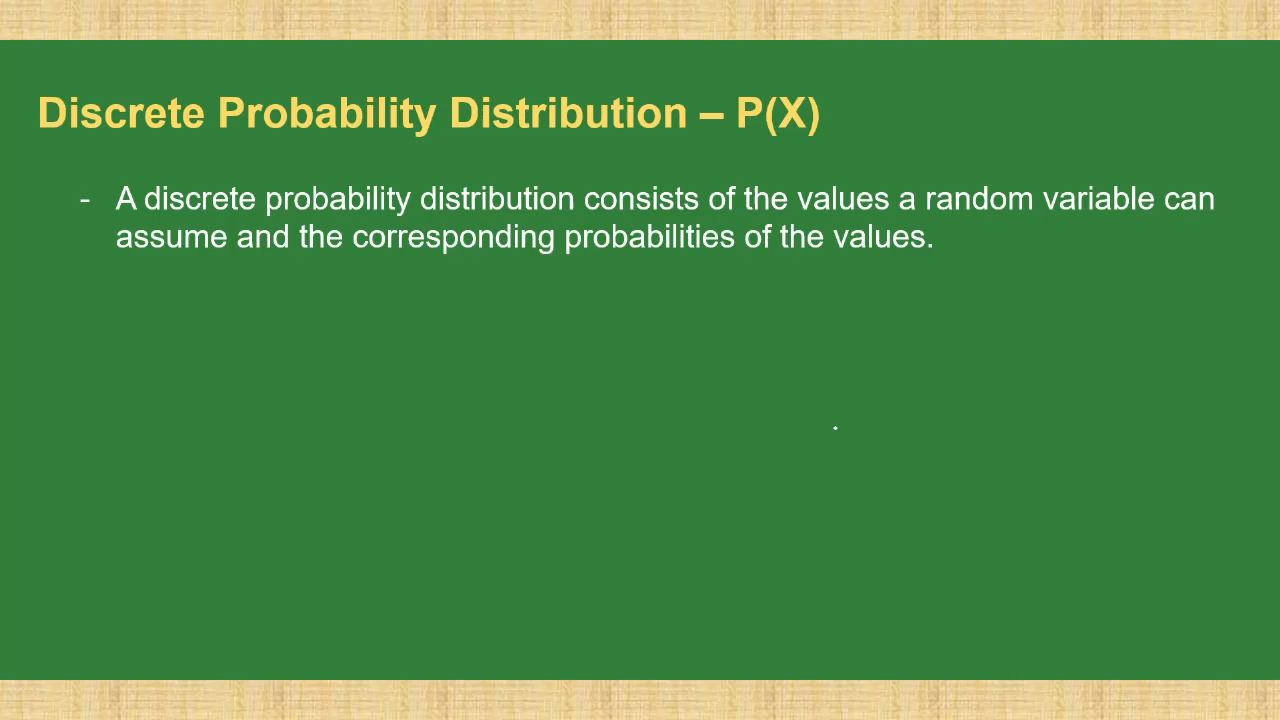 Discrete Probability Distribution – P(X)
- A discrete probability distribution consists of the values a random variable can
assume and the corresponding probabilities of the values.